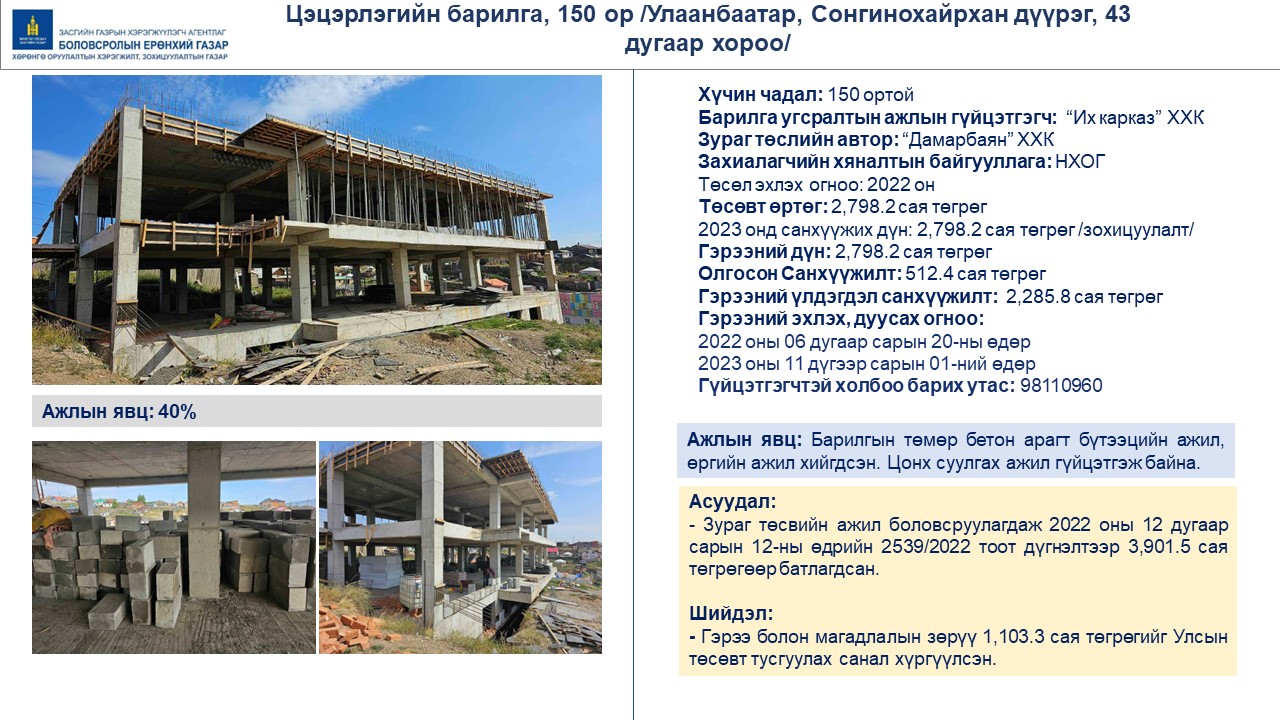 ЗАСГИЙН ГАЗРЫН ХЭРЭГЖҮҮЛЭГЧ АГЕНТЛАГ
БОЛОВСРОЛЫН ЕРӨНХИЙ ГАЗАР
ХӨРӨНГӨ ОРУУЛАЛТЫН ХЭРЭГЖИЛТ, ЗОХИЦУУЛАЛТЫН ГАЗАР
Цэцэрлэгийн барилга, 150 ор /Улаанбаатар, Сонгинохайрхан дүүрэг, 43
дугаар хороо/
Ажлын явц: 40%
Хүчин чадал: 150 ортой
Барилга угсралтын ажлын гүйцэтгэгч: “Их карказ” ХХК
Зураг төслийн автор: “Дамарбаян” ХХК
Захиалагчийн хяналтын байгууллага: НХОГ
Төсөл эхлэх огноо: 2022 он
Төсөвт өртөг: 2,798.2 сая төгрөг
2023 онд санхүүжих дүн: 2,798.2 сая төгрөг /зохицуулалт/
Гэрээний дүн: 2,798.2 сая төгрөг
Олгосон Санхүүжилт: 512.4 сая төгрөг
Гэрээний үлдэгдэл санхүүжилт: 2,285.8 сая төгрөг
Гэрээний эхлэх, дуусах огноо:
2022 оны 06 дугаар сарын 20-ны өдөр
2023 оны 11 дүгээр сарын 01-ний өдөр
Гүйцэтгэгчтэй холбоо барих утас: 98110960
Ажлын явц: Барилгын төмөр бетон арагт бүтээцийн ажил,
өргийн ажил хийгдсэн. Цонх суулгах ажил гүйцэтгэж байна.
Асуудал:
- Зураг төсвийн ажил боловсруулагдаж 2022 оны 12 дугаар
сарын 12-ны өдрийн 2539/2022 тоот дүгнэлтээр 3,901.5 сая
төгрөгөөр батлагдсан.
Шийдэл:
- Гэрээ болон магадлалын зөрүү 1,103.3 сая төгрөгийг Улсын
төсөвт тусгуулах санал хүргүүлсэн.